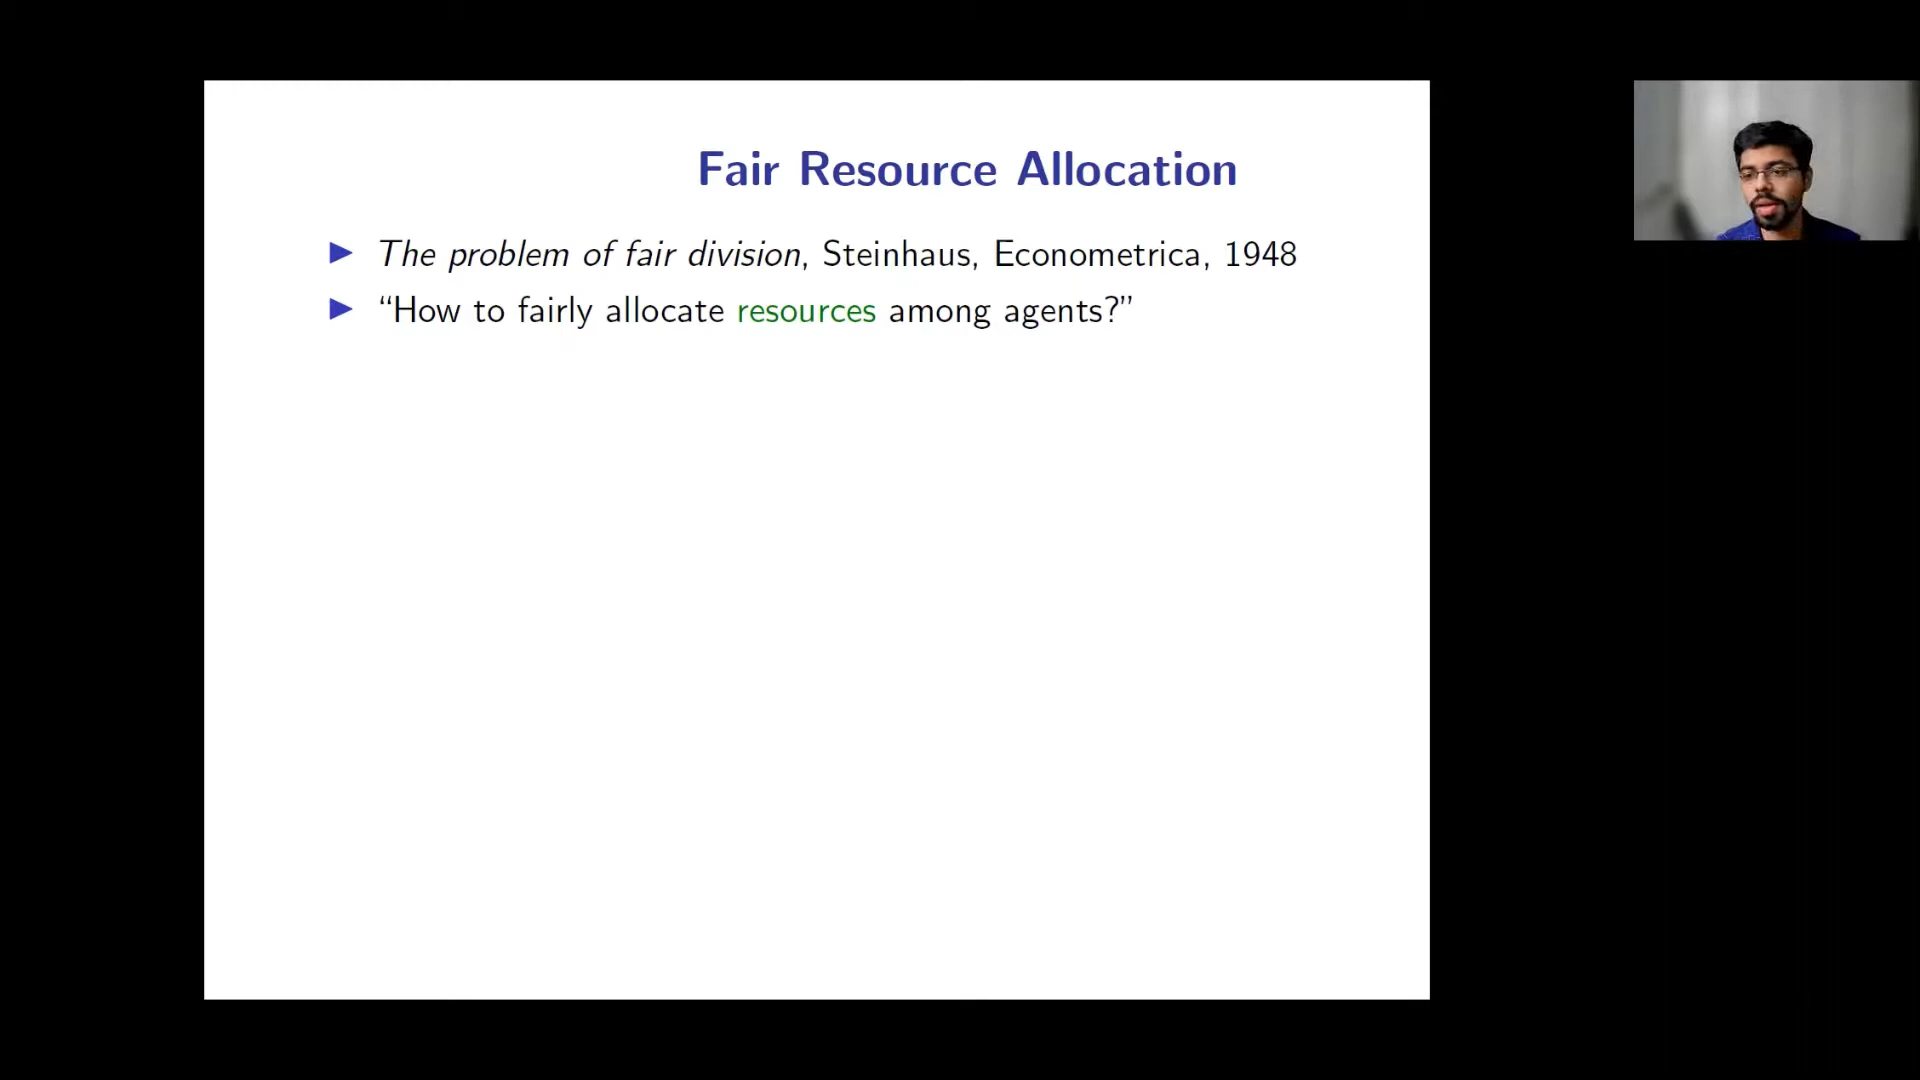 Fair Resource Allocation
▶ The problem of fair division, Steinhaus, Econometrica, 1948
▶ “How to fairly allocate resources among agents?”